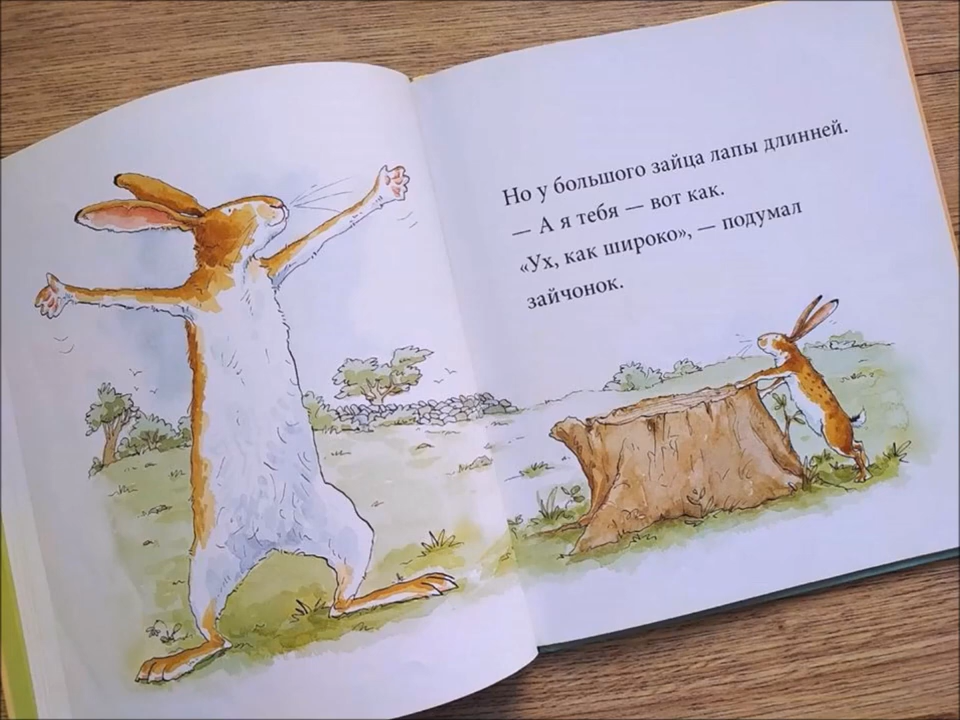 Но у большого зайца лапы длинней.
— А я тебя — вот как.
«Ух, как широко», — подумал
зайчонок.